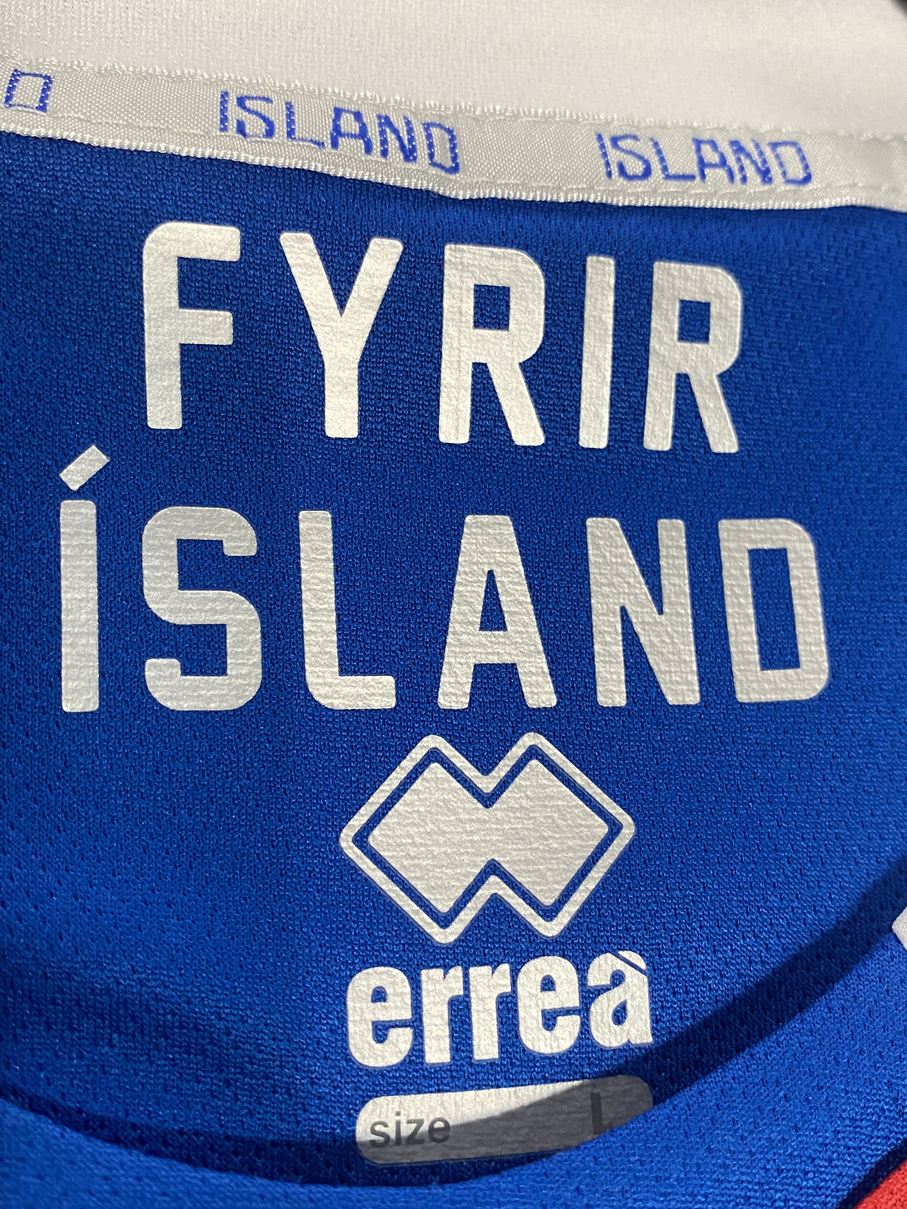 ISLAND ISLAND
FYRIR
ÍSLAND
erreà
size L